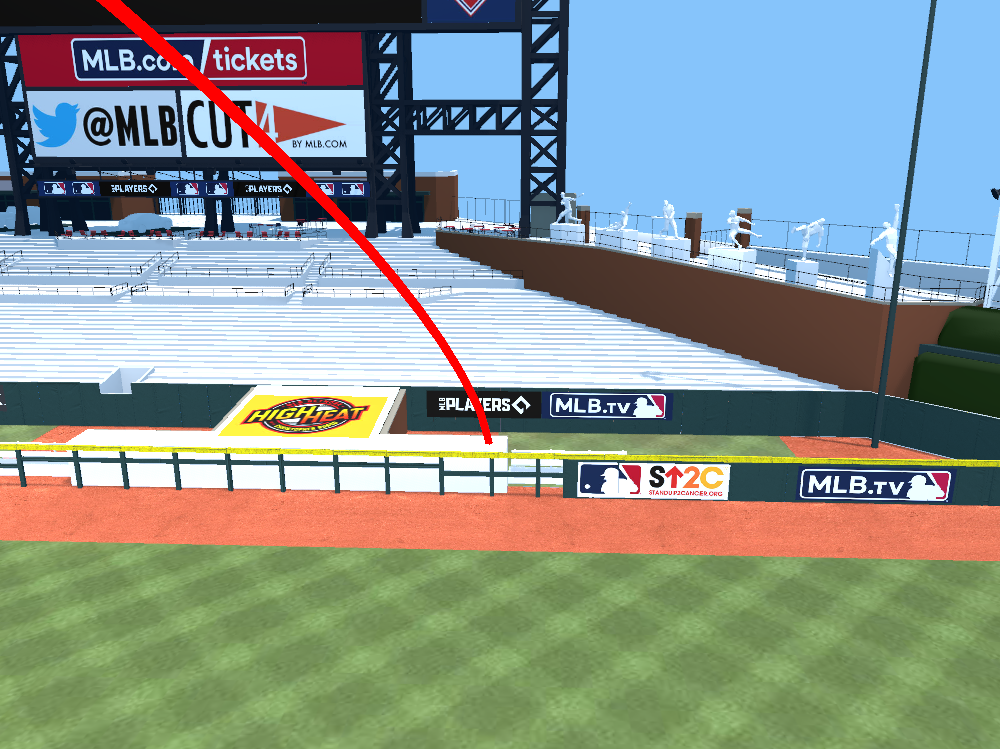 MLB.com/tickets
@MLB CUT4
BY MLB.COM
PLAYERS
PLAYERS
MLB PLAYERS
MLB.TV
HIGH HEAT
S↑2C
STANDUP2CANCER.ORG
MLB.TV